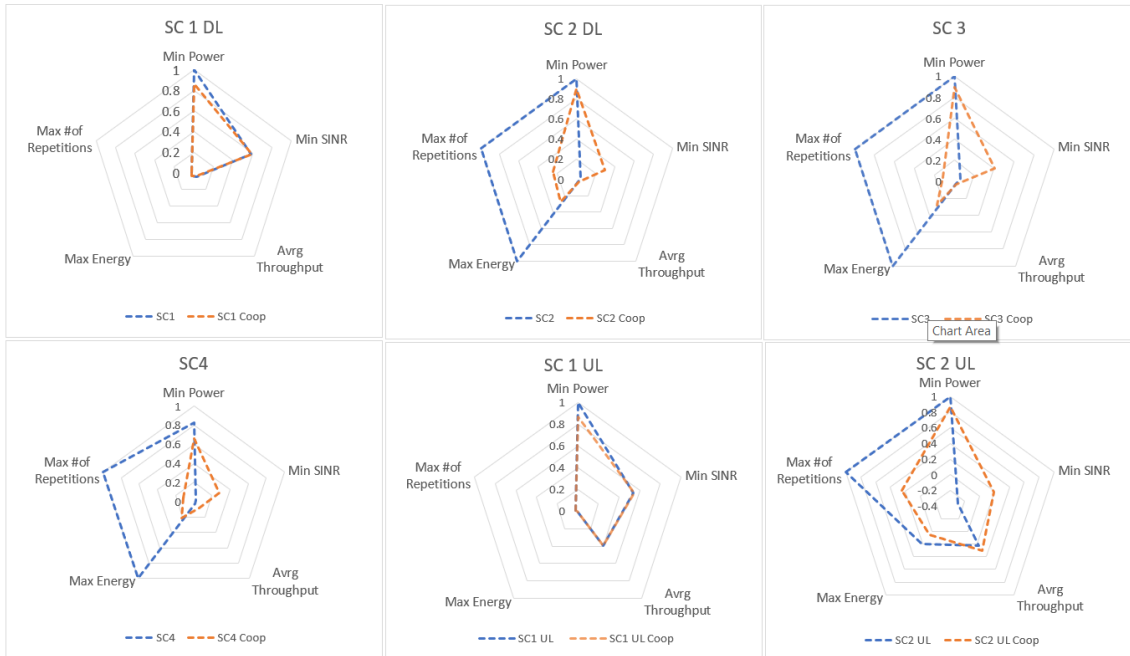 SC 1 DL
Min Power
1
0.8
0.6
0.4
0.2
0
Min SINR
Avrg
Throughput
Max Energy
Max #of
Repetitions
SC1
SC1 Coop
SC 2 DL
Min Power
1
0.8
0.6
0.4
0.2
0
Min SINR
Avrg
Throughput
Max Energy
Max #of
Repetitions
SC2
SC2 Coop
SC 3
Min Power
1
0.8
0.6
0.4
0.2
0
Min SINR
Avrg
Throughput
Max Energy
Max #of
Repetitions
SC3
SC3 Coop
Chart Area
SC4
Min Power
1
0.8
0.6
0.4
0.2
0
Min SINR
Avrg
Throughput
Max Energy
Max #of
Repetitions
SC4
SC4 Coop
SC 1 UL
Min Power
1
0.8
0.6
0.4
0.2
0
Min SINR
Avrg
Throughput
Max Energy
Max #of
Repetitions
SC1 UL
SC1 UL Coop
SC 2 UL
Min Power
1
0.8
0.6
0.4
0.2
0
-0.2
-0.4
Min SINR
Avrg
Throughput
Max Energy
Max #of
Repetitions
SC2 UL
SC2 UL Coop